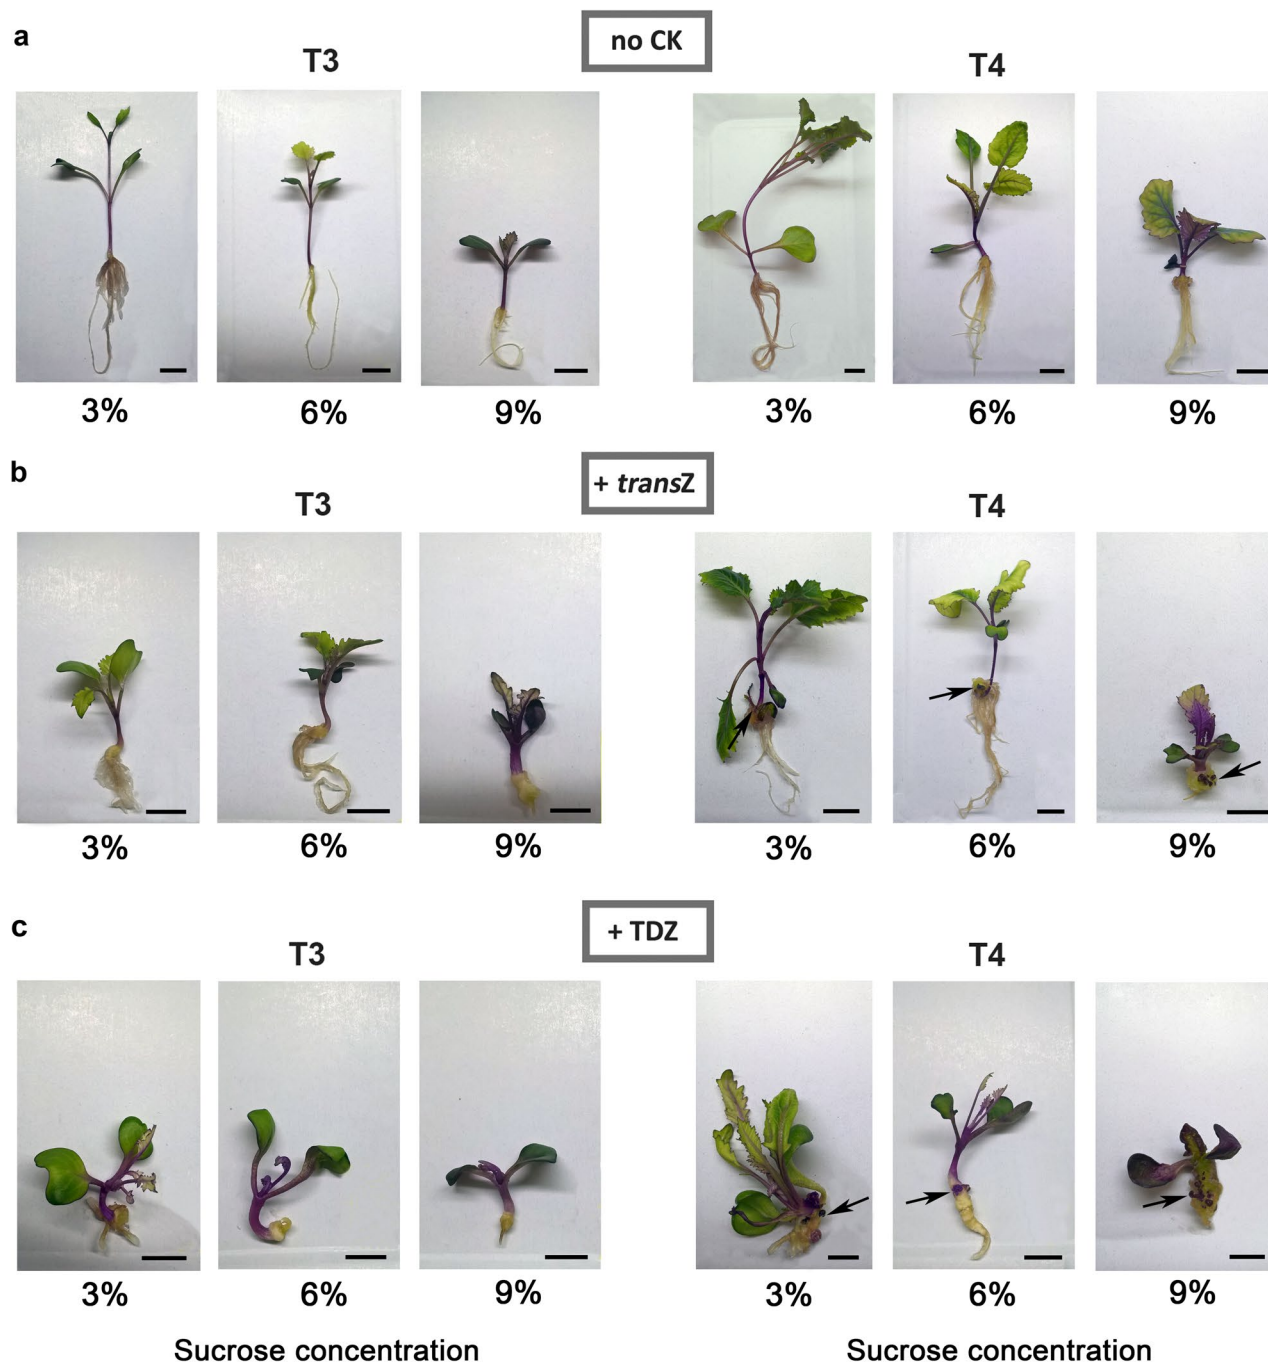 a
no CK
T3
T4
3%
6%
9%
3%
6%
9%
b
+ transZ
T3
T4
3%
6%
9%
3%
6%
9%
c
+ TDZ
T3
T4
3%
6%
9%
3%
6%
9%
Sucrose concentration
Sucrose concentration